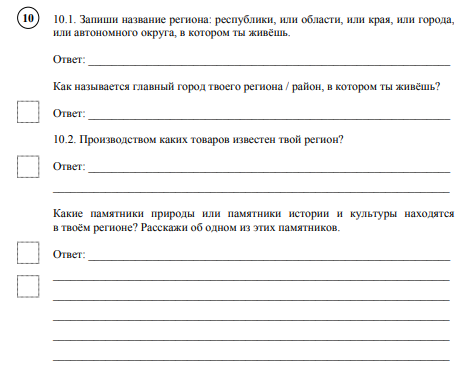 10 10.1. Запиши название региона: республики, или области, или края, или города,
или автономного округа, в котором ты живёшь.
Ответ:
Как называется главный город твоего региона / район, в котором ты живёшь?
Ответ:
10.2. Производством каких товаров известен твой регион?
Ответ:
Какие памятники природы или памятники истории и культуры находятся
в твоём регионе? Расскажи об одном из этих памятников.
Ответ: